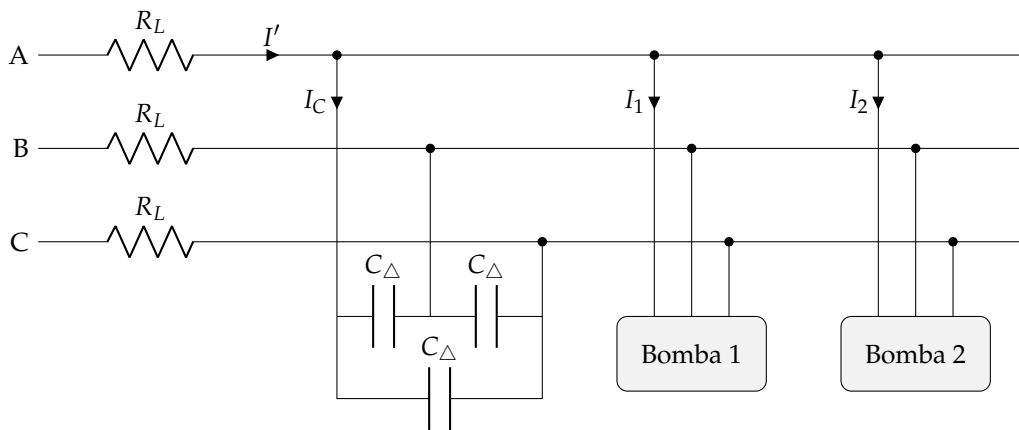 R_L
A
I′
I_C
I_1
I_2
R_L
B
R_L
C
C_△
C_△
C_△
Bomba 1
Bomba 2